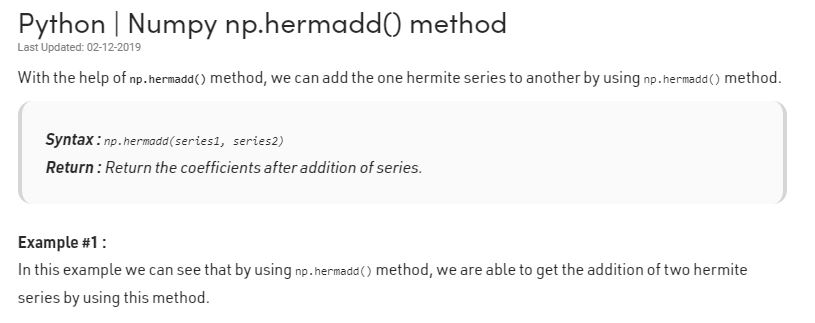 Python | Numpy np.hermadd() method
Last Updated: 02-12-2019
With the help of np.hermadd() method, we can add the one hermite series to another by using np.hermadd() method.
Syntax : np.hermadd(series1, series2)
Return : Return the coefficients after addition of series.
Example #1 :
In this example we can see that by using np.hermadd() method, we are able to get the addition of two hermite
series by using this method.